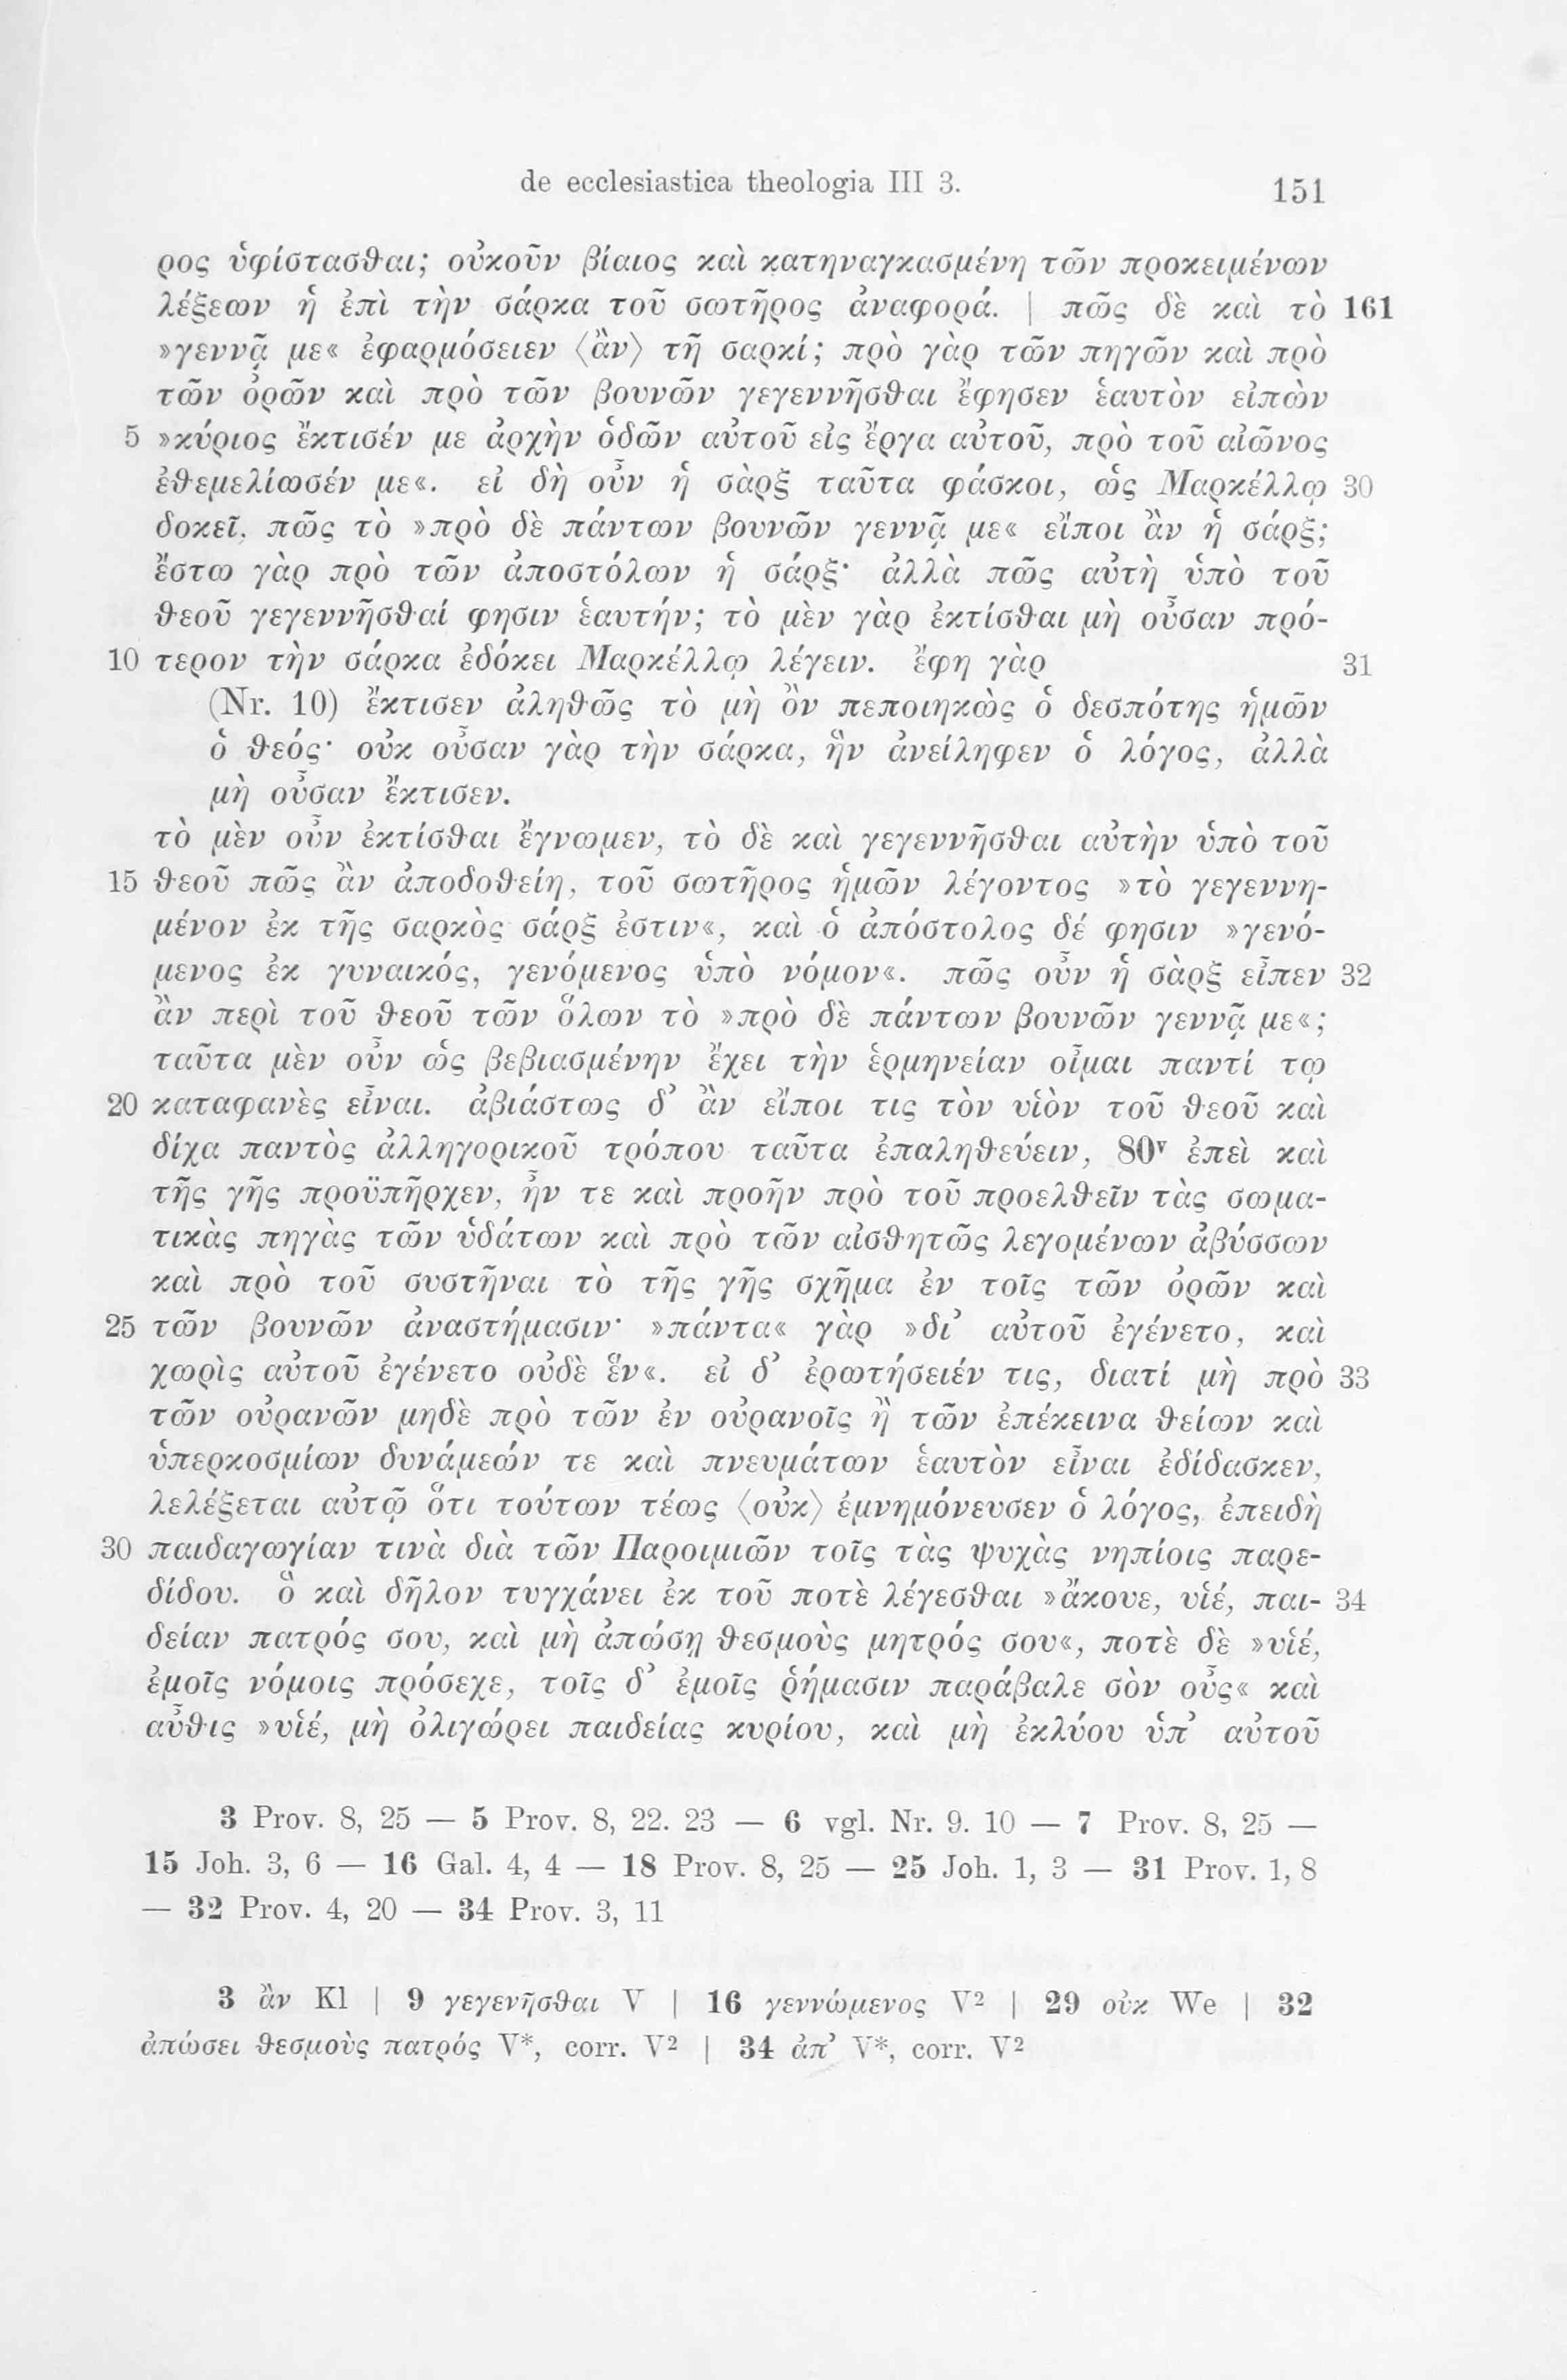 de ecclesiastica theologia III 3. 151
ρος ὑφίστασθαι; οὐκοῦν βίαιος καὶ κατηναγκασμένη τῶν προκειμένων
λέξεων ἡ ἐπὶ τὴν σάρκα τοῦ σωτῆρος ἀναφορά. | πῶς δὲ καὶ τὸ 161
»γεννᾷ με« ἐφαρμόσειεν 〈ἂν〉 τῇ σαρκί; πρὸ γὰρ τῶν πηγῶν καὶ πρὸ
τῶν ὀρῶν καὶ πρὸ τῶν βουνῶν γεγεννῆσθαι ἔφησεν ἑαυτὸν εἰπὼν
5 »κύριος ἔκτισέν με ἀρχὴν ὁδῶν αὐτοῦ εἰς ἔργα αὐτοῦ, πρὸ τοῦ αἰῶνος
ἐθεμελίωσέν με«. εἰ δὴ οὖν ἡ σὰρξ ταῦτα φάσκοι, ὡς Μαρκέλλῳ 30
δοκεῖ, πῶς τὸ »πρὸ δὲ πάντων βουνῶν γεννᾷ με« εἴποι ἂν ἡ σάρξ;
ἔστω γὰρ πρὸ τῶν ἀποστόλων ἡ σάρξ· ἀλλὰ πῶς αὐτὴ ὑπὸ τοῦ
θεοῦ γεγεννῆσθαί φησιν ἑαυτήν; τὸ μὲν γὰρ ἐκτίσθαι μὴ οὖσαν πρό-
10 τερον τὴν σάρκα ἐδόκει Μαρκέλλῳ λέγειν. ἔφη γὰρ 31
(Nr. 10) ἔκτισεν ἀληθῶς τὸ μὴ ὂν πεποιηκὼς ὁ δεσπότης ἡμῶν
ὁ θεός· οὐκ οὖσαν γὰρ τὴν σάρκα, ἣν ἀνείληφεν ὁ λόγος, ἀλλὰ
μὴ οὖσαν ἔκτισεν.
τὸ μὲν οὖν ἐκτίσθαι ἔγνωμεν, τὸ δὲ καὶ γεγεννῆσθαι αὐτὴν ὑπὸ τοῦ
15 θεοῦ πῶς ἂν ἀποδοθείη, τοῦ σωτῆρος ἡμῶν λέγοντος »τὸ γεγεννη-
μένον ἐκ τῆς σαρκὸς σάρξ ἐστιν«, καὶ ὁ ἀπόστολος δέ φησιν »γενό-
μενος ἐκ γυναικός, γενόμενος ὑπὸ νόμον«. πῶς οὖν ἡ σὰρξ εἶπεν 32
ἂν περὶ τοῦ θεοῦ τῶν ὅλων τὸ »πρὸ δὲ πάντων βουνῶν γεννᾷ με«;
ταῦτα μὲν οὖν ὡς βεβιασμένην ἔχει τὴν ἑρμηνείαν οἶμαι παντί τῳ
20 καταφανὲς εἶναι. ἀβιάστως δ’ ἂν εἴποι τις τὸν υἱὸν τοῦ θεοῦ καὶ
δίχα παντὸς ἀλληγορικοῦ τρόπου ταῦτα ἐπαληθεύειν, 80ᵛ ἐπεὶ καὶ
τῆς γῆς προϋπῆρχεν, ἦν τε καὶ προῆν πρὸ τοῦ προελθεῖν τὰς σωμα-
τικὰς πηγὰς τῶν ὑδάτων καὶ πρὸ τῶν αἰσθητῶς λεγομένων ἀβύσσων
καὶ πρὸ τοῦ συστῆναι τὸ τῆς γῆς σχῆμα ἐν τοῖς τῶν ὀρῶν καὶ
25 τῶν βουνῶν ἀναστήμασιν· »πάντα« γὰρ »δι’ αὐτοῦ ἐγένετο, καὶ
χωρὶς αὐτοῦ ἐγένετο οὐδὲ ἕν«. εἰ δ’ ἐρωτήσειέν τις, διατί μὴ πρὸ 33
τῶν οὐρανῶν μηδὲ πρὸ τῶν ἐν οὐρανοῖς ἢ τῶν ἐπέκεινα θείων καὶ
ὑπερκοσμίων δυνάμεών τε καὶ πνευμάτων ἑαυτὸν εἶναι ἐδίδασκεν,
λελέξεται αὐτῷ ὅτι τούτων τέως 〈οὐκ〉 ἐμνημόνευσεν ὁ λόγος, ἐπειδὴ
30 παιδαγωγίαν τινὰ διὰ τῶν Παροιμιῶν τοῖς τὰς ψυχὰς νηπίοις παρε-
δίδου. ὃ καὶ δῆλον τυγχάνει ἐκ τοῦ ποτὲ λέγεσθαι »ἄκουε, υἱέ, παι- 34
δείαν πατρός σου, καὶ μὴ ἀπώσῃ θεσμοὺς μητρός σου«, ποτὲ δὲ »υἱέ,
ἐμοῖς νόμοις πρόσεχε, τοῖς δ’ ἐμοῖς ῥήμασιν παράβαλε σὸν οὖς« καὶ
αὖθις »υἱέ, μὴ ὀλιγώρει παιδείας κυρίου, καὶ μὴ ἐκλύου ὑπ’ αὐτοῦ
3 Prov. 8, 25 — 5 Prov. 8, 22. 23 — 6 vgl. Nr. 9. 10 — 7 Prov. 8, 25 —
15 Joh. 3, 6 — 16 Gal. 4, 4 — 18 Prov. 8, 25 — 25 Joh. 1, 3 — 31 Prov. 1, 8
— 32 Prov. 4, 20 — 34 Prov. 3, 11
3 ἂν Kl | 9 γεγενῆσθαι V | 16 γεννώμενος V² | 29 οὐκ We | 32
ἀπώσει θεσμοὺς πατρός V*, corr. V² | 34 ἀπ’ V*, corr. V²